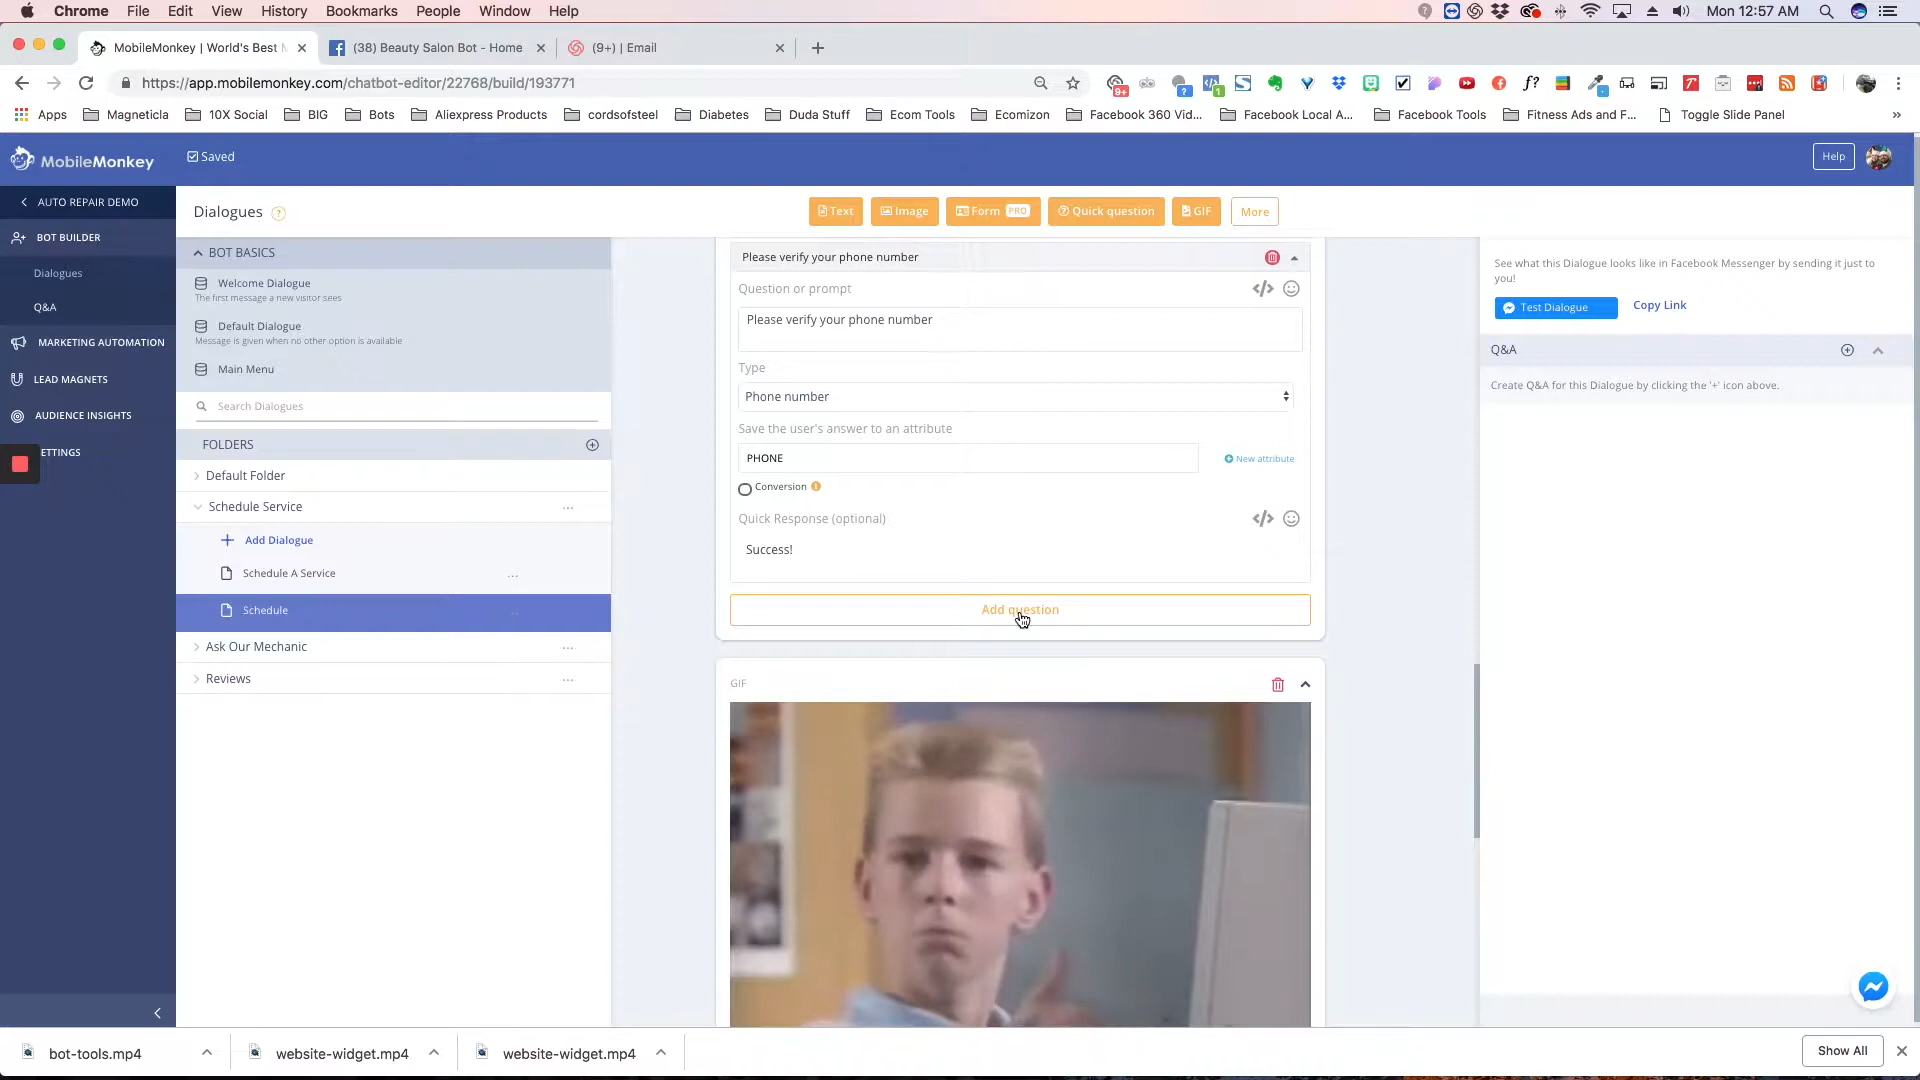 Chrome File Edit View History Bookmarks People Window Help Mon 12:57 AM
MobileMonkey | World's Best M (38) Beauty Salon Bot - Home (9+) | Email
https://app.mobilemonkey.com/chatbot-editor/22768/build/193771
Apps Magneticla 10X Social BIG Bots Aliexpress Products cordsofsteel Diabetes Duda Stuff Ecom Tools Ecomizon Facebook 360 Vid... Facebook Local A... Facebook Tools Fitness Ads and F... Toggle Slide Panel »
MobileMonkey Saved Help
AUTO REPAIR DEMO
BOT BUILDER
Dialogues
Q&A
MARKETING AUTOMATION
LEAD MAGNETS
AUDIENCE INSIGHTS
ETTINGS
Dialogues ?
Text Image Form PRO Quick question GIF More
BOT BASICS
Welcome Dialogue
The first message a new visitor sees
Default Dialogue
Message is given when no other option is available
Main Menu
Search Dialogues
FOLDERS
Default Folder
Schedule Service ...
Add Dialogue
Schedule A Service ...
Schedule ...
Ask Our Mechanic ...
Reviews ...
Please verify your phone number
Question or prompt
Please verify your phone number
Type
Phone number
Save the user's answer to an attribute
PHONE
New attribute
Conversion
Quick Response (optional)
Success!
Add question
GIF
See what this Dialogue looks like in Facebook Messenger by sending it just to
you!
Test Dialogue Copy Link
Q&A
Create Q&A for this Dialogue by clicking the '+' icon above.
bot-tools.mp4 website-widget.mp4 website-widget.mp4 Show All